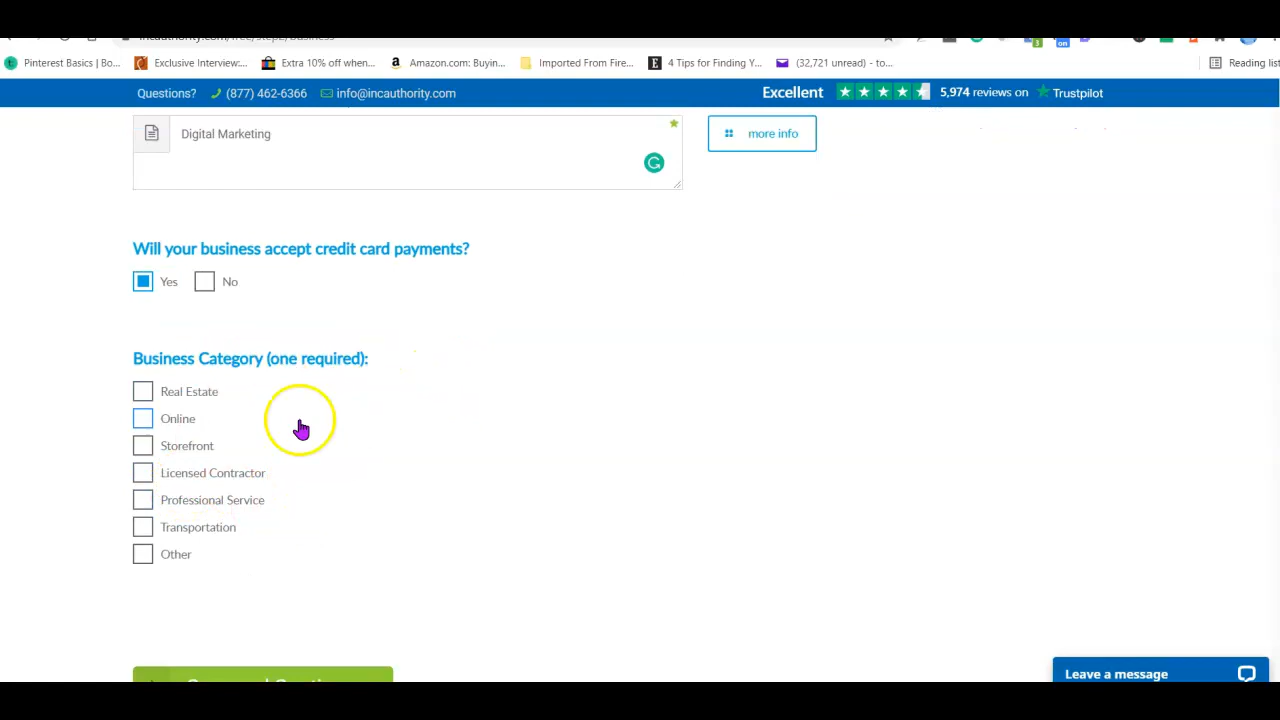 Pinterest Basics | Bo... Exclusive Interview:... Extra 10% off when... Amazon.com: Buyin... Imported From Fire... 4 Tips for Finding Y... (32,721 unread) - to... Reading list
Questions? (877) 462-6366 info@incauthority.com Excellent 5,974 reviews on Trustpilot
Digital Marketing
more info
Will your business accept credit card payments?
Yes No
Business Category (one required):
Real Estate
Online
Storefront
Licensed Contractor
Professional Service
Transportation
Other
Leave a message